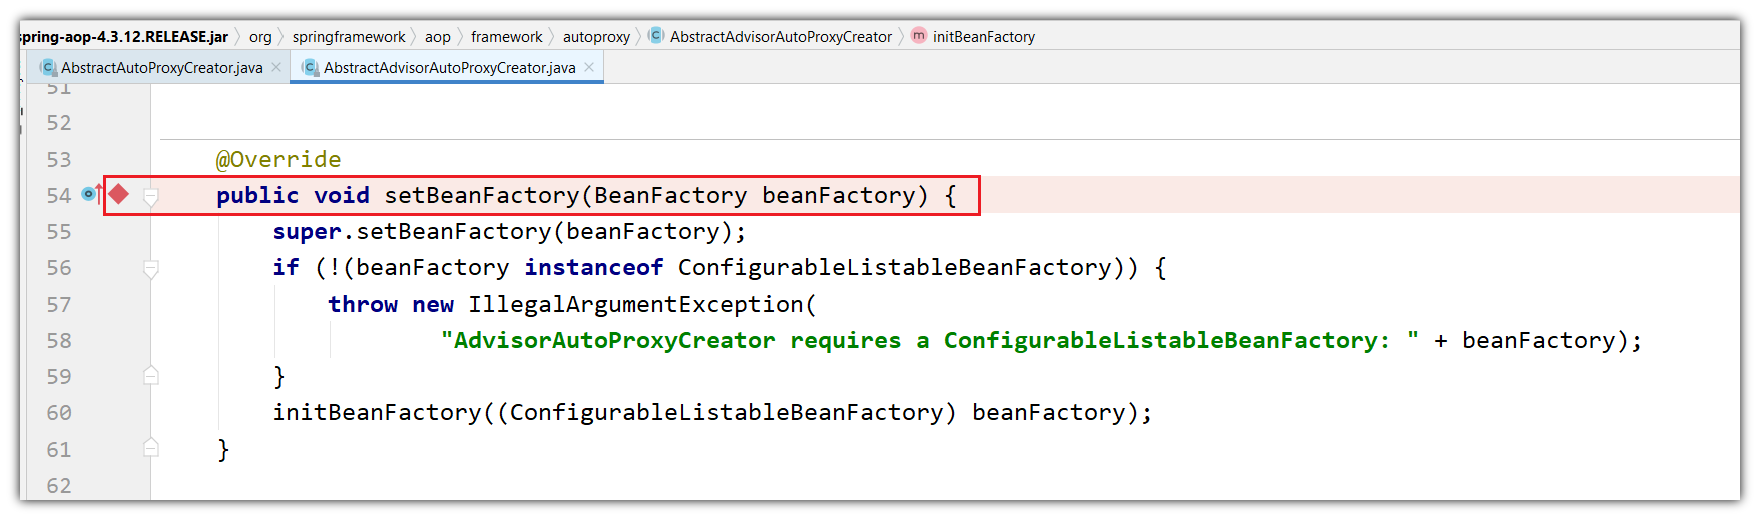 spring-aop-4.3.12.RELEASE.jar org springframework aop framework autoproxy AbstractAdvisorAutoProxyCreator initBeanFactory
AbstractAutoProxyCreator.java AbstractAdvisorAutoProxyCreator.java
51
52
53 @Override
54 public void setBeanFactory(BeanFactory beanFactory) {
55 super.setBeanFactory(beanFactory);
56 if (!(beanFactory instanceof ConfigurableListableBeanFactory)) {
57 throw new IllegalArgumentException(
58 "AdvisorAutoProxyCreator requires a ConfigurableListableBeanFactory: " + beanFactory);
59 }
60 initBeanFactory((ConfigurableListableBeanFactory) beanFactory);
61 }
62